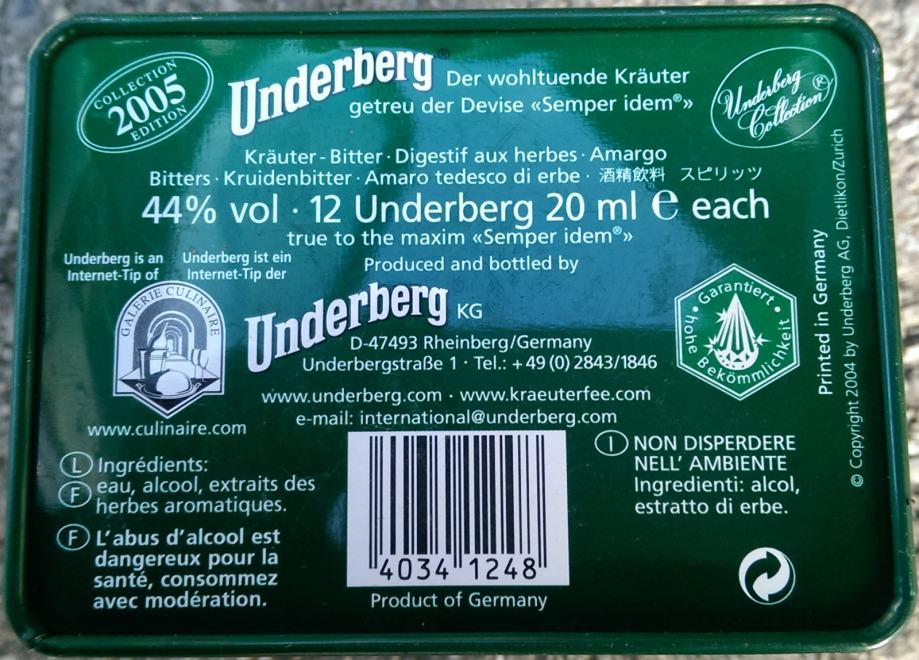 COLLECTION
2005
EDITION
Underberg®
Der wohltuende Kräuter
getreu der Devise «Semper idem®»
Underberg
Collection ®
Kräuter-Bitter · Digestif aux herbes · Amargo
Bitters · Kruidenbitter · Amaro tedesco di erbe · 酒精飲料 スピリッツ
44% vol · 12 Underberg 20 ml e each
true to the maxim «Semper idem®»
Underberg is an
Internet-Tip of
Underberg ist ein
Internet-Tip der
GALERIE CULINAIRE
www.culinaire.com
Produced and bottled by
Underberg KG
D-47493 Rheinberg/Germany
Underbergstraße 1 · Tel.: +49 (0) 2843/1846
www.underberg.com · www.kraeuterfee.com
e-mail: international@underberg.com
• Garantiert •
hohe Bekömmlichkeit
Printed in Germany
© Copyright 2004 by Underberg AG, Dietlikon/Zurich
L Ingrédients:
F eau, alcool, extraits des
herbes aromatiques.
F L'abus d'alcool est
dangereux pour la
santé, consommez
avec modération.
4034 1248
Product of Germany
I NON DISPERDERE
NELL' AMBIENTE
Ingredienti: alcol,
estratto di erbe.